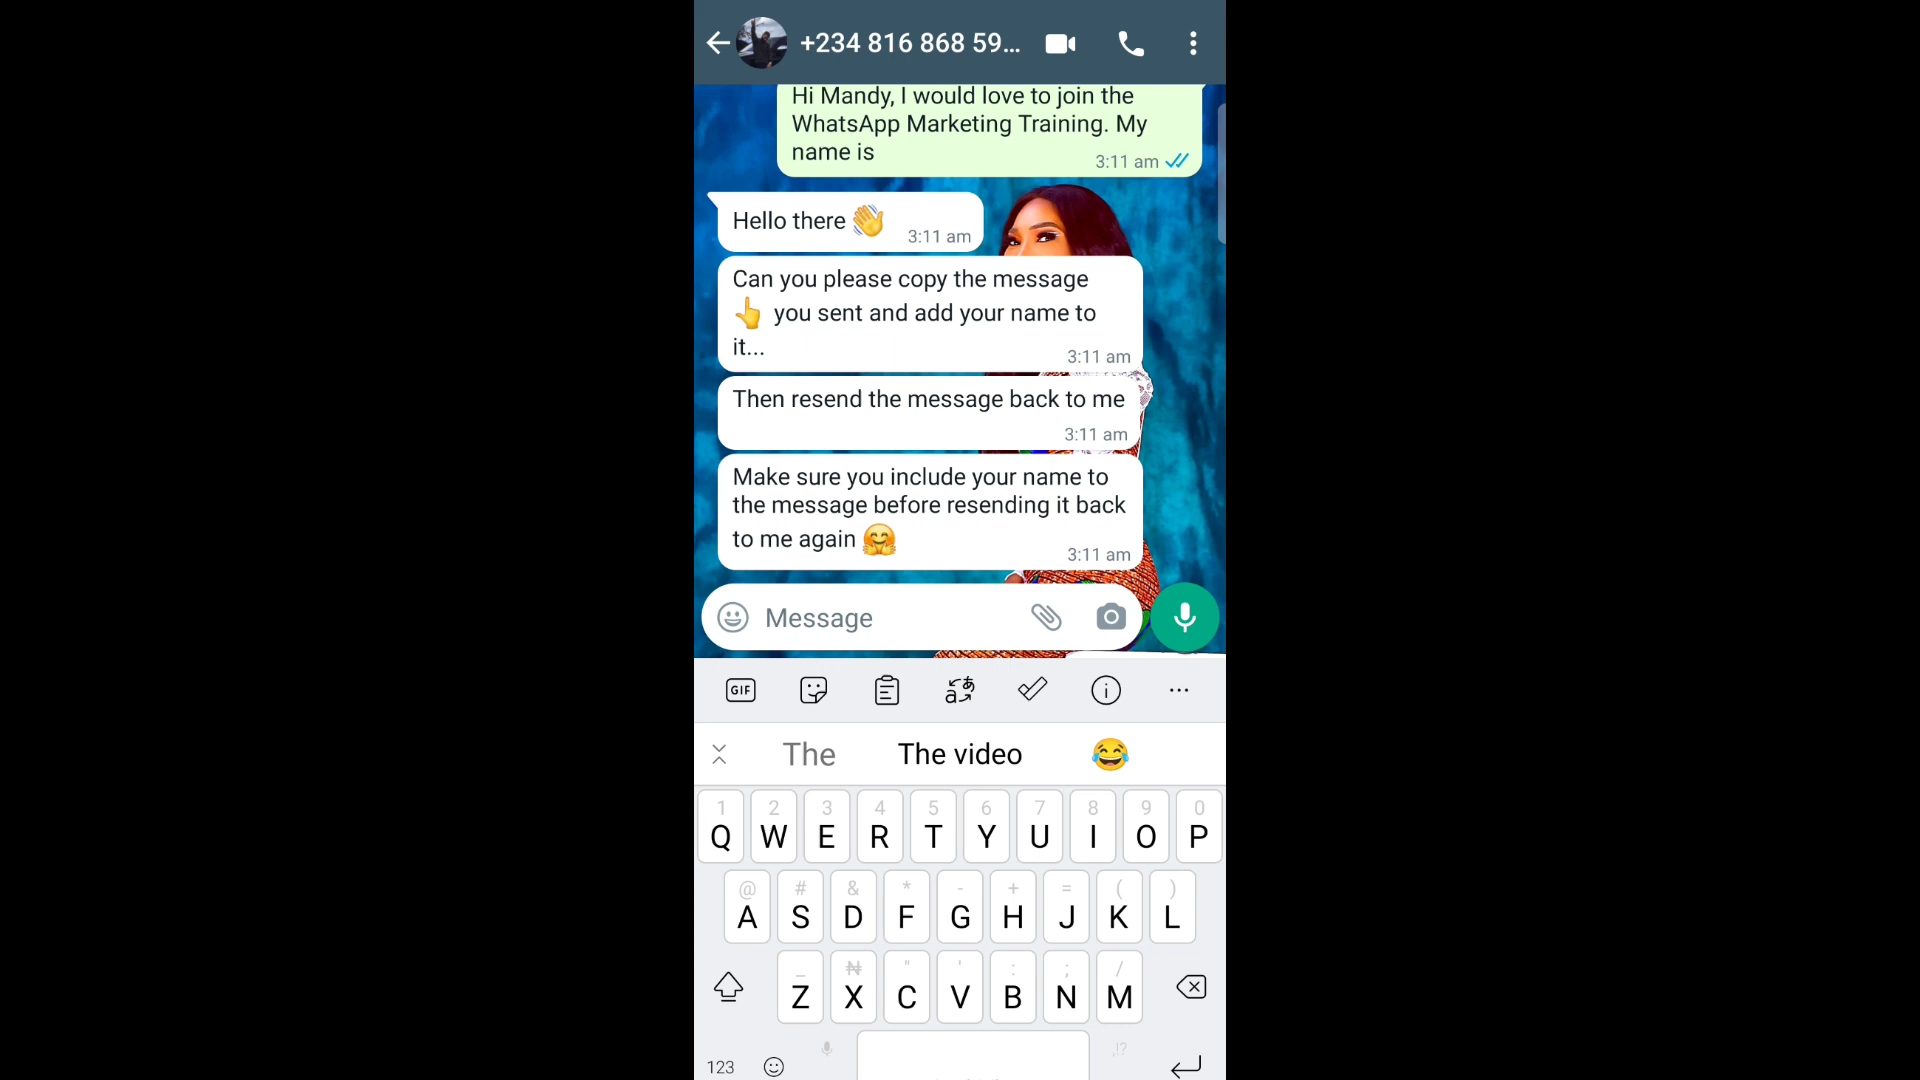 +234 816 868 59...
Hi Mandy, I would love to join the
WhatsApp Marketing Training. My
name is
3:11 am
Hello there 👋
3:11 am
Can you please copy the message
👆 you sent and add your name to
it...
3:11 am
Then resend the message back to me
3:11 am
Make sure you include your name to
the message before resending it back
to me again 🤗
3:11 am
Message
GIF
The
The video
😂
1 2 3 4 5 6 7 8 9 0
Q W E R T Y U I O P
@ # & * - + = ( )
A S D F G H J K L
_ ₦ " ' : ; /
Z X C V B N M
,!?
123